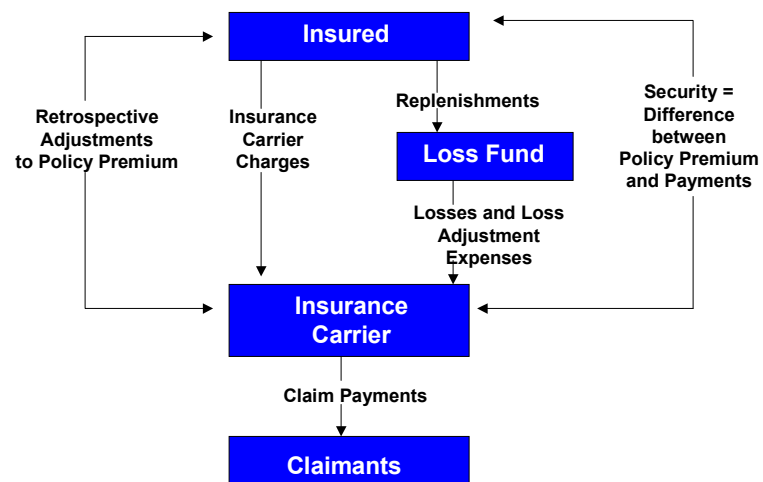 Insured
Retrospective
Adjustments
to Policy Premium
Insurance
Carrier
Charges
Replenishments
Security =
Difference
between
Policy Premium
and Payments
Loss Fund
Losses and Loss
Adjustment
Expenses
Insurance
Carrier
Claim Payments
Claimants